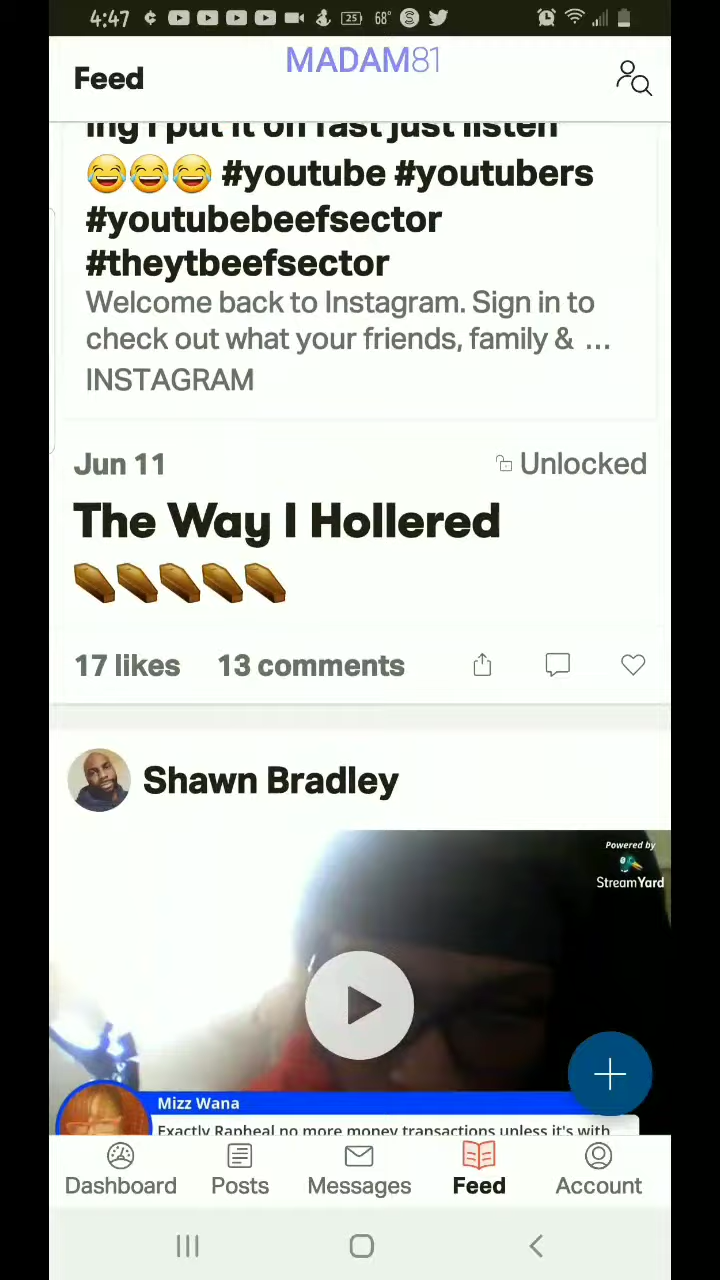 4:47
25
68°
MADAM81
Feed
ing I put it on fast just listen
😂😂😂 #youtube #youtubers
#youtubebeefsector
#theytbeefsector
Welcome back to Instagram. Sign in to
check out what your friends, family & ...
INSTAGRAM
Jun 11
Unlocked
The Way I Hollered
⚰️⚰️⚰️⚰️⚰️
17 likes 13 comments
Shawn Bradley
Powered by
StreamYard
Mizz Wana
Exactly Rapheal no more money transactions unless it's with
Dashboard Posts Messages Feed Account